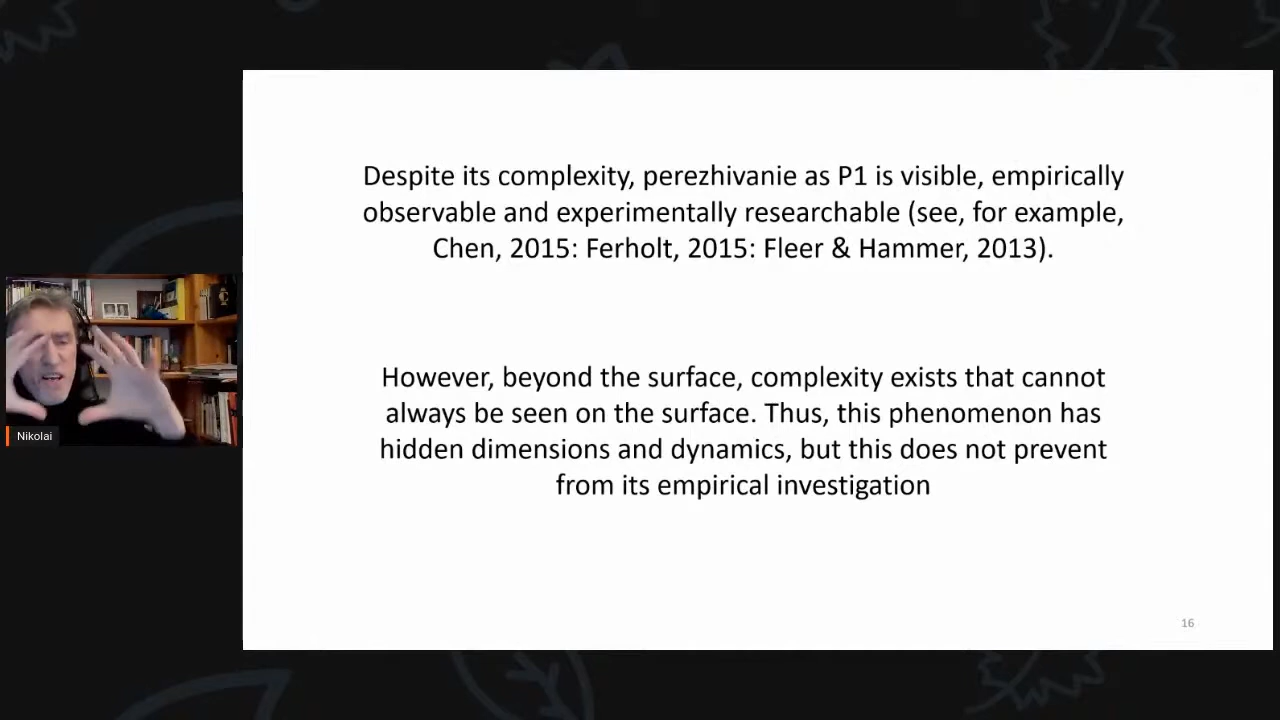 Despite its complexity, perezhivanie as P1 is visible, empirically
observable and experimentally researchable (see, for example,
Chen, 2015: Ferholt, 2015: Fleer & Hammer, 2013).
However, beyond the surface, complexity exists that cannot
always be seen on the surface. Thus, this phenomenon has
hidden dimensions and dynamics, but this does not prevent
from its empirical investigation
Nikolai
16